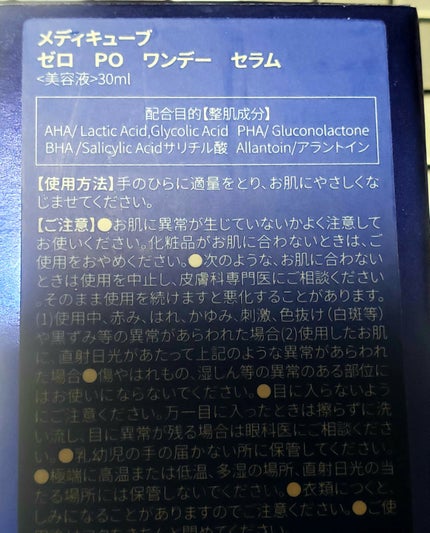 メディキューブ
ゼロ PO ワンデー セラム
<美容液>30ml
配合目的【整肌成分】
AHA/ Lactic Acid,Glycolic Acid PHA/ Gluconolactone
BHA /Salicylic Acidサリチル酸 Allantoin/アラントイン
【使用方法】手のひらに適量をとり、お肌にやさしくな
じませてください。
【ご注意】●お肌に異常が生じていないかよく注意して
お使いください。化粧品がお肌に合わないときは、ご
使用をおやめください。●次のような、お肌に合わない
ときは使用を中止し、皮膚科専門医にご相談ください
。そのまま使用を続けますと悪化することがあります。
(1)使用中、赤み、はれ、かゆみ、刺激、色抜け(白斑等)
や黒ずみ等の異常があらわれた場合(2)使用したお肌
に、直射日光があたって上記のような異常があらわれ
た場合●傷やはれもの、湿しん等の異常のある部位に
はお使いにならないでください。●目に入らないよう
にご注意ください。万一目に入ったときは擦らずに洗
い流し、目に異常が残る場合は眼科医にご相談くださ
い。●乳幼児の手の届かない所に保管してください。
●極端に高温または低温、多湿の場所、直射日光の当
たる場所には保管しないでください。●衣類につくと、
しみになることがありますのでご注意ください。●ご使